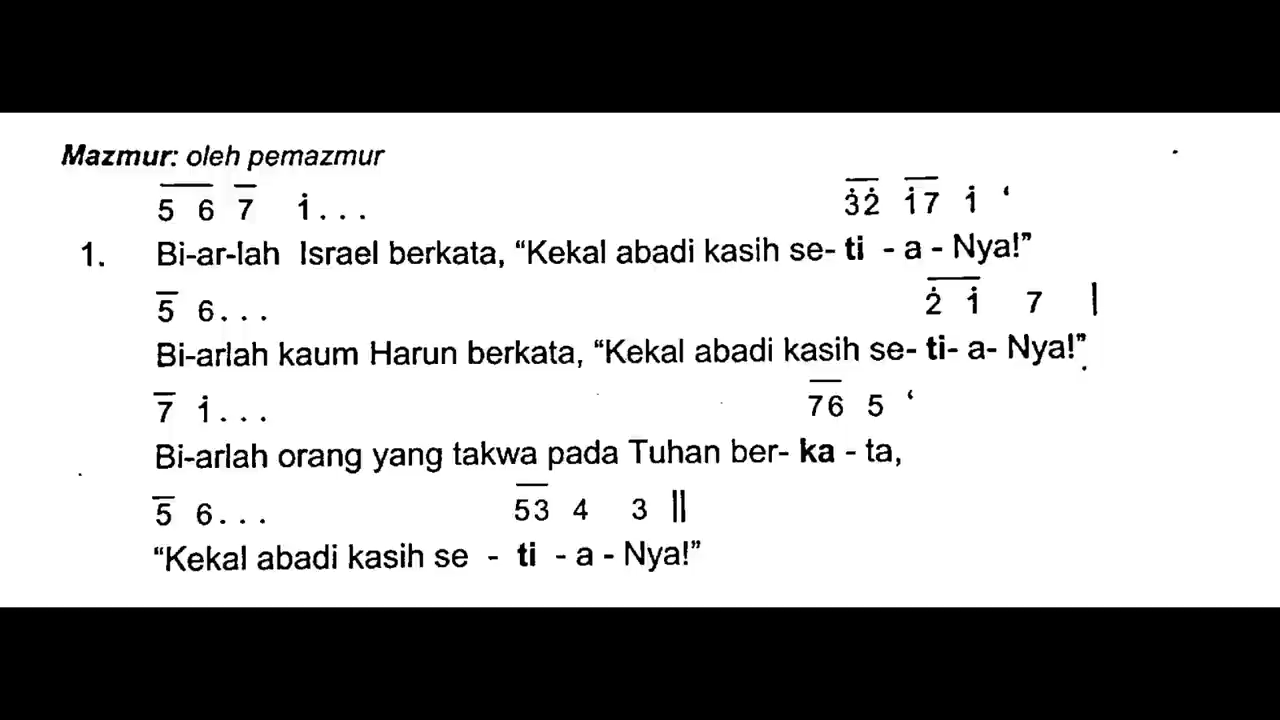 Mazmur: oleh pemazmur
5 6 7 i... 3̇2̇ i7 i ‘
1. Bi-ar-lah Israel berkata, “Kekal abadi kasih se- ti - a - Nya!”
5 6... 2̇ i 7 |
Bi-arlah kaum Harun berkata, “Kekal abadi kasih se- ti- a- Nya!”
7 i... 76 5 ‘
Bi-arlah orang yang takwa pada Tuhan ber- ka - ta,
5 6... 53 4 3 ||
“Kekal abadi kasih se - ti - a - Nya!”